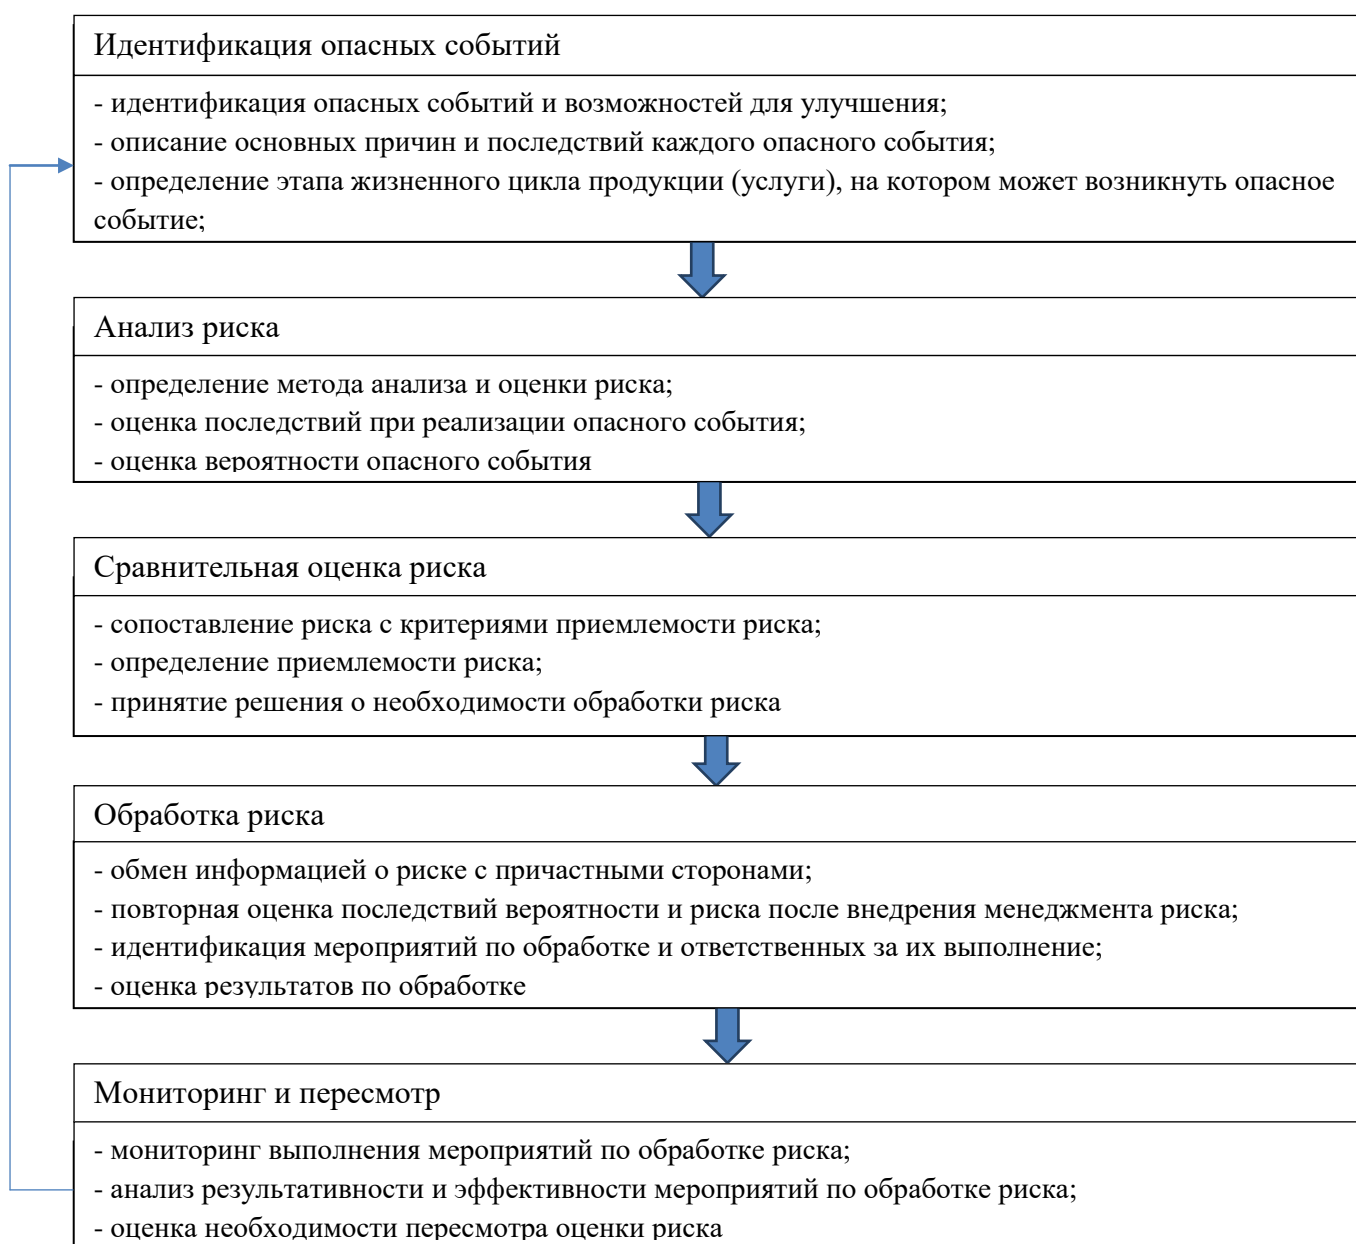 Идентификация опасных событий
- идентификация опасных событий и возможностей для улучшения;
- описание основных причин и последствий каждого опасного события;
- определение этапа жизненного цикла продукции (услуги), на котором может возникнуть опасное
событие;
Анализ риска
- определение метода анализа и оценки риска;
- оценка последствий при реализации опасного события;
- оценка вероятности опасного события
Сравнительная оценка риска
- сопоставление риска с критериями приемлемости риска;
- определение приемлемости риска;
- принятие решения о необходимости обработки риска
Обработка риска
- обмен информацией о риске с причастными сторонами;
- повторная оценка последствий вероятности и риска после внедрения менеджмента риска;
- идентификация мероприятий по обработке и ответственных за их выполнение;
- оценка результатов по обработке
Мониторинг и пересмотр
- мониторинг выполнения мероприятий по обработке риска;
- анализ результативности и эффективности мероприятий по обработке риска;
- оценка необходимости пересмотра оценки риска